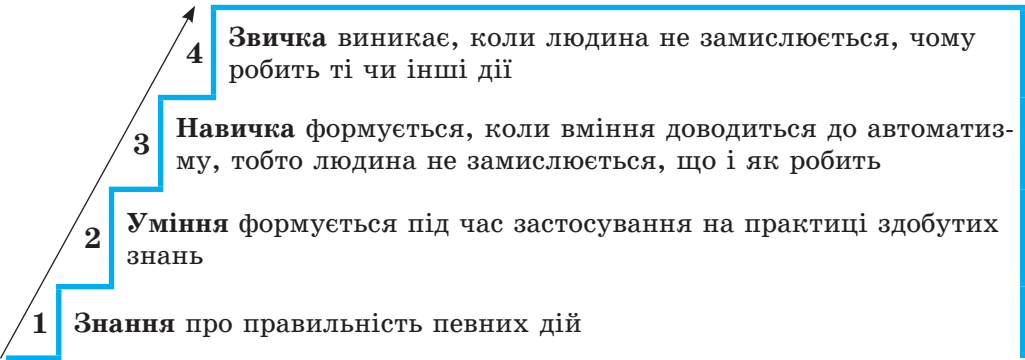 4
Звичка виникає, коли людина не замислюється, чому
робить ті чи інші дії
3
Навичка формується, коли вміння доводиться до автоматиз-
му, тобто людина не замислюється, що і як робить
2
Уміння формується під час застосування на практиці здобутих
знань
1 Знання про правильність певних дій